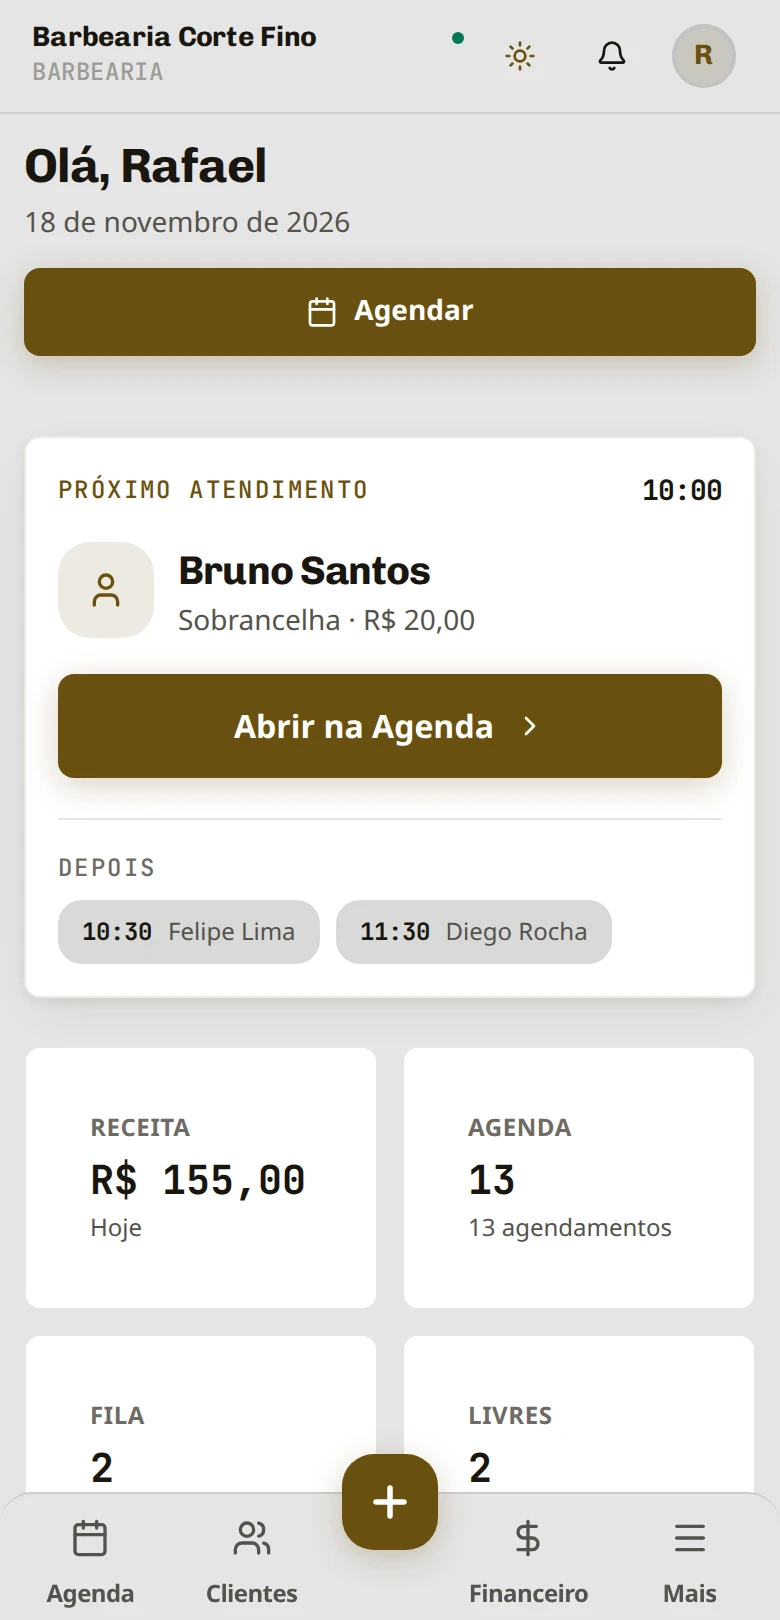 Barbearia Corte Fino
BARBEARIA
R
Olá, Rafael
18 de novembro de 2026
Agendar
PRÓXIMO ATENDIMENTO
10:00
Bruno Santos
Sobrancelha · R$ 20,00
Abrir na Agenda
DEPOIS
10:30 Felipe Lima
11:30 Diego Rocha
RECEITA
R$ 155,00
Hoje
AGENDA
13
13 agendamentos
FILA
2
LIVRES
2
Agenda
Clientes
Financeiro
Mais